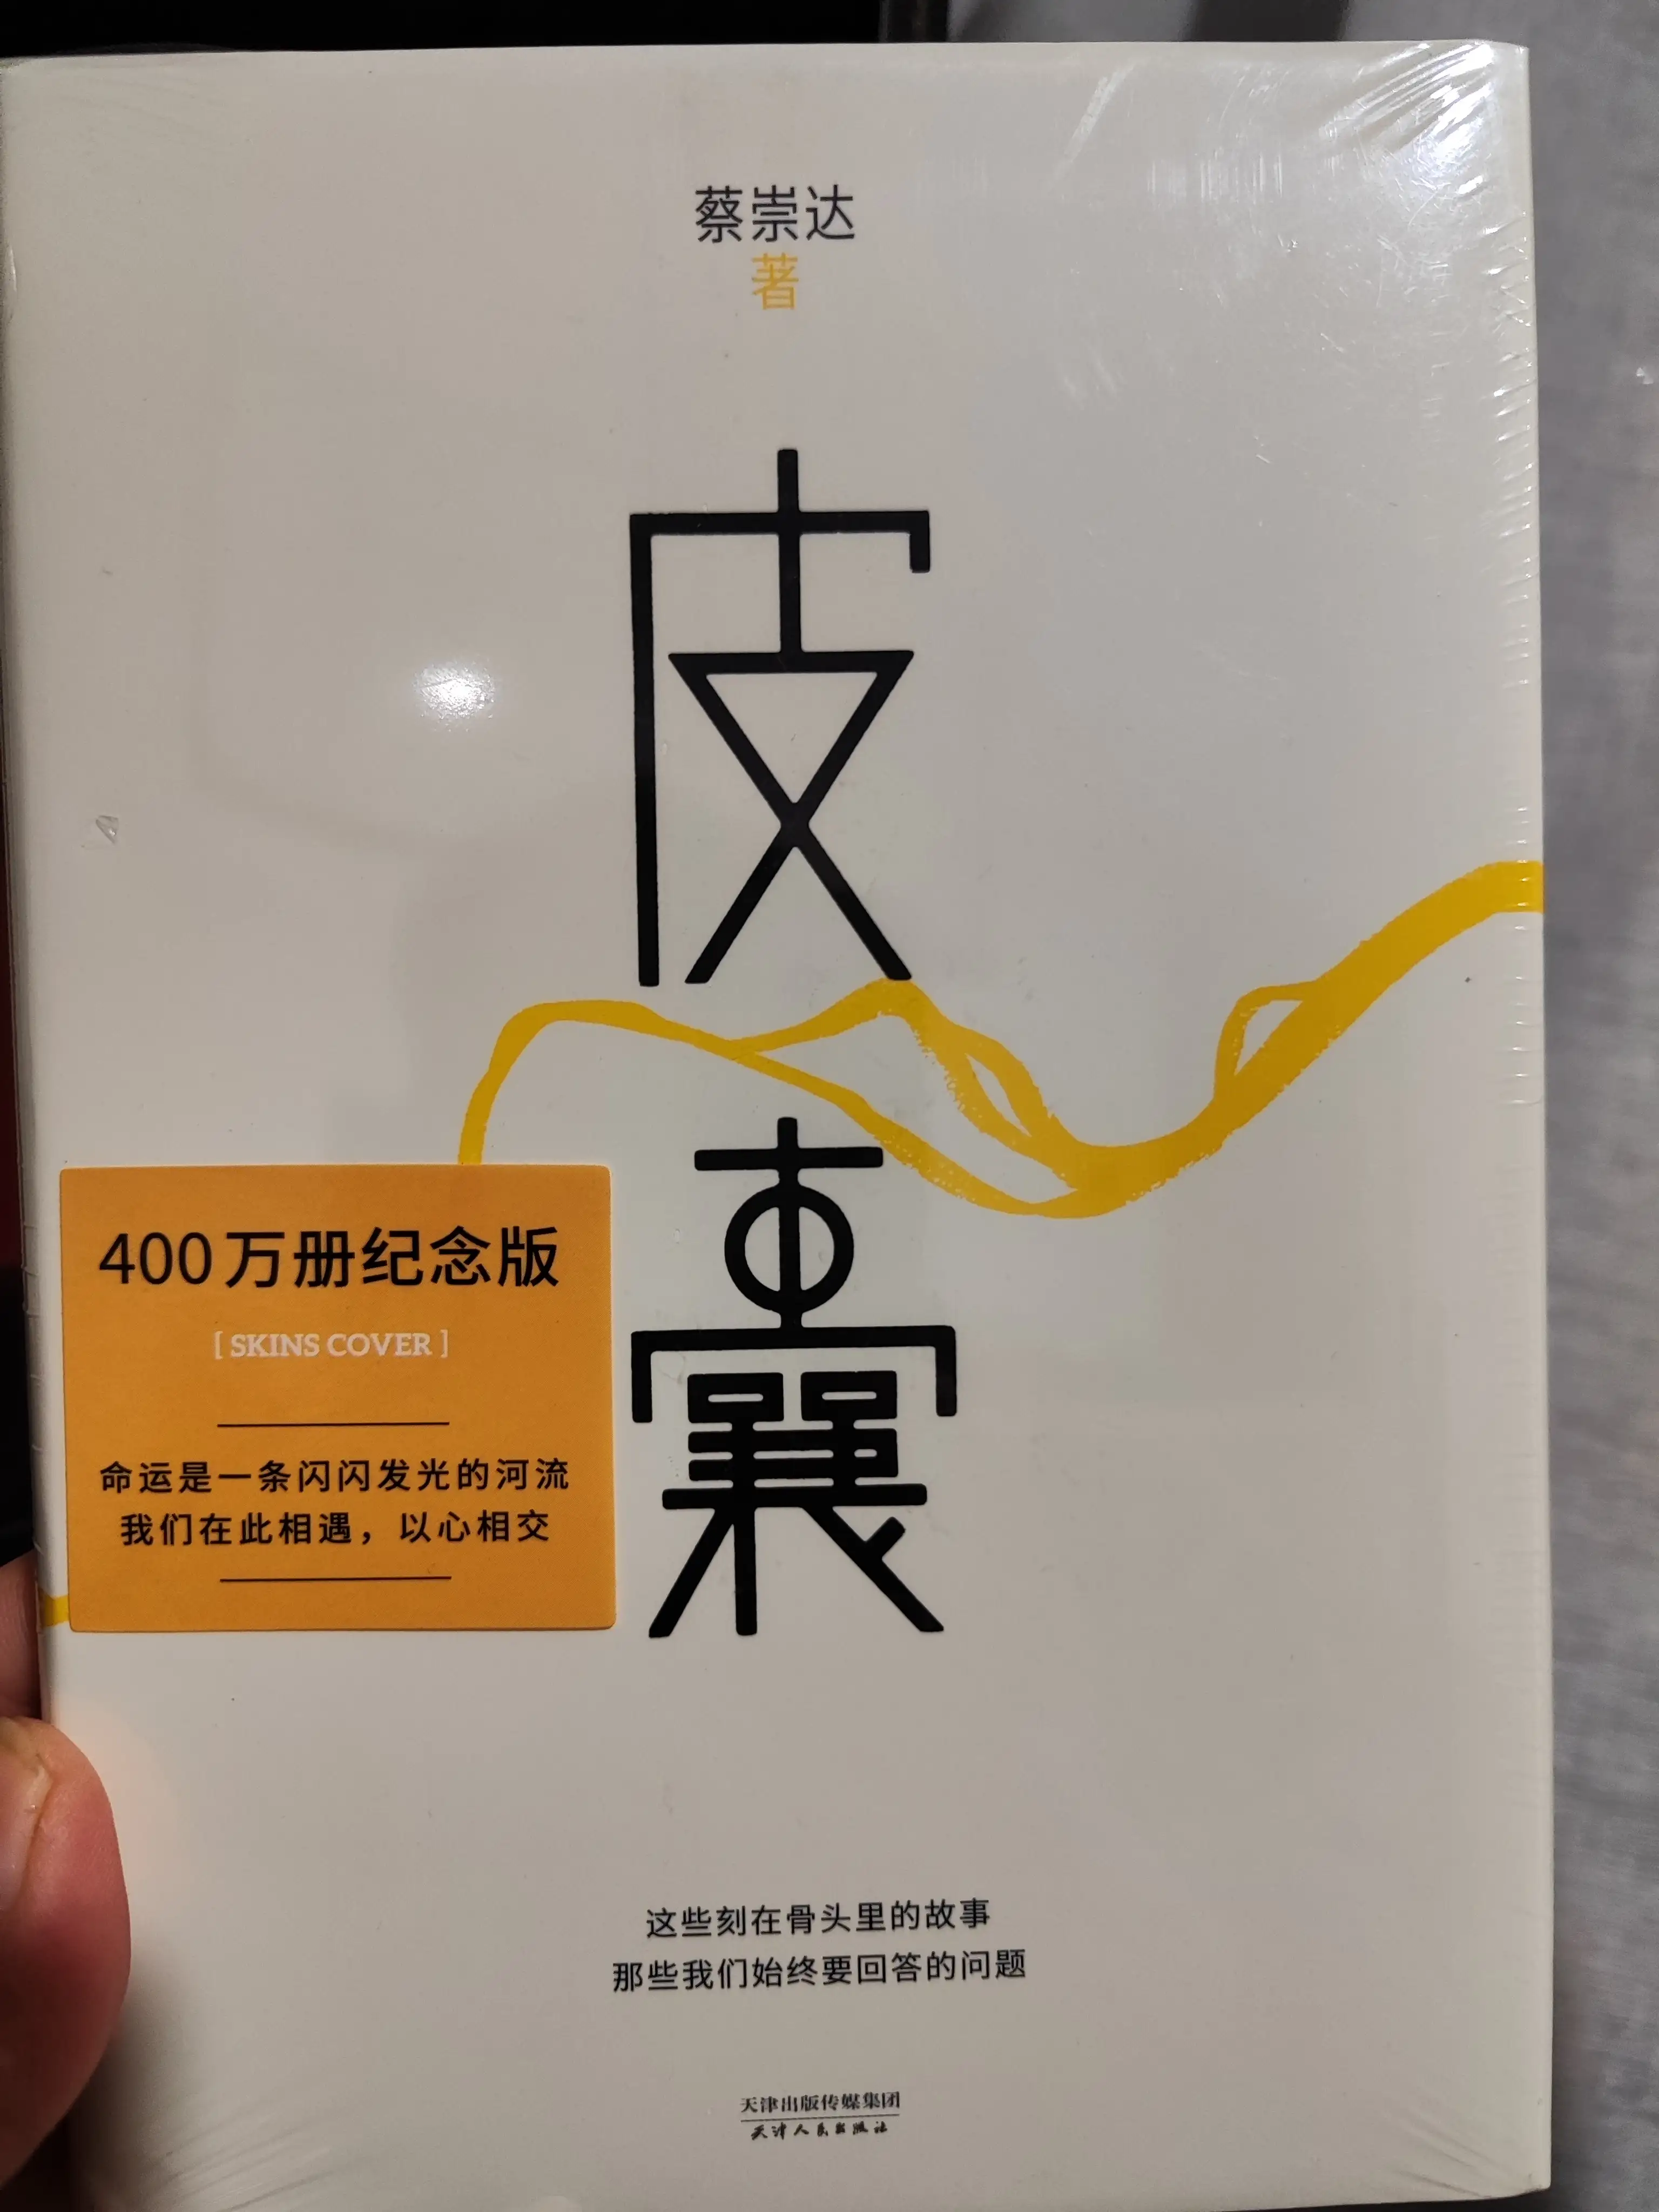 蔡崇达
著
皮
囊
400万册纪念版
[ SKINS COVER ]
命运是一条闪闪发光的河流
我们在此相遇，以心相交
这些刻在骨头里的故事
那些我们始终要回答的问题
天津出版传媒集团
天津人民出版社